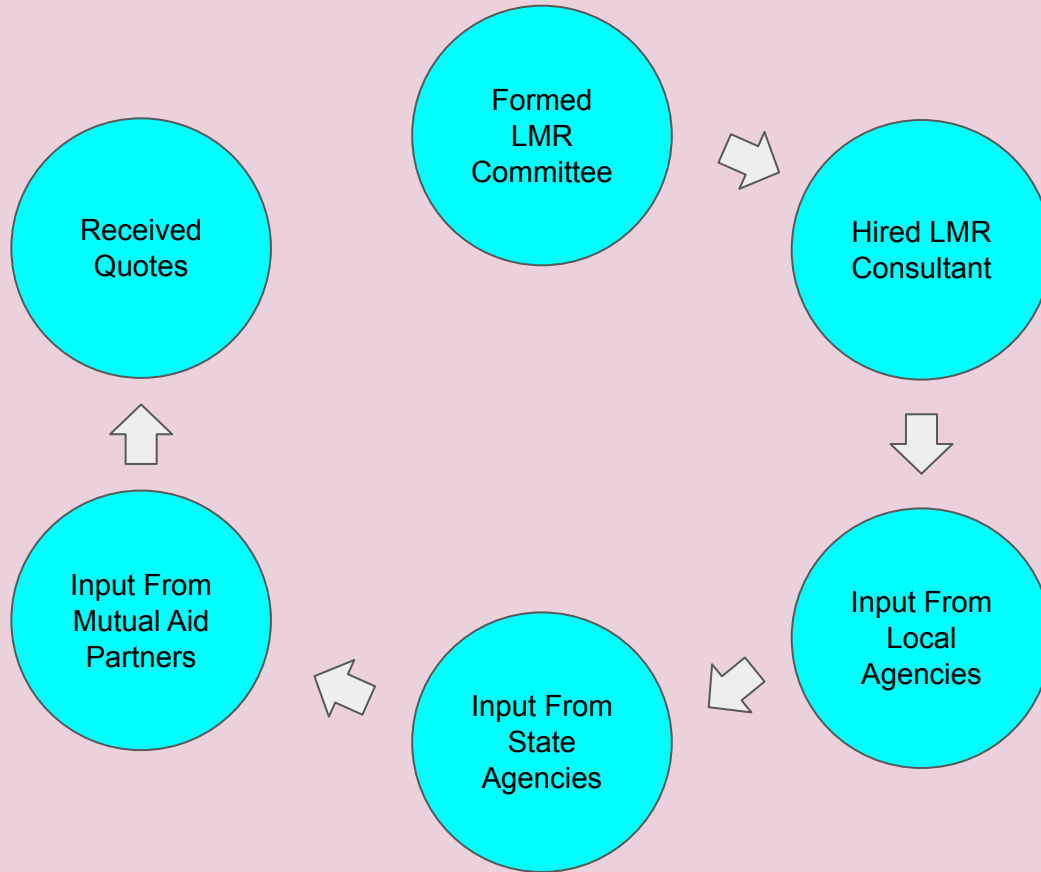 Formed
LMR
Committee
Hired LMR
Consultant
Input From
Local
Agencies
Input From
State
Agencies
Input From
Mutual Aid
Partners
Received
Quotes